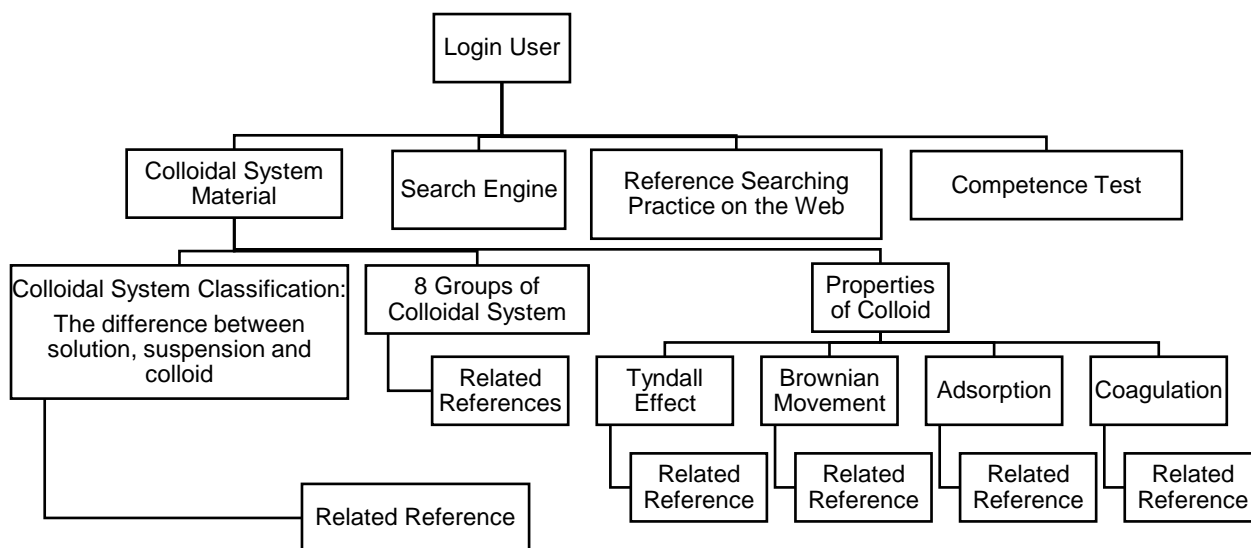 Login User
Colloidal System
Material
Search Engine
Reference Searching
Practice on the Web
Competence Test
Colloidal System Classification:
The difference between
solution, suspension and
colloid
8 Groups of
Colloidal System
Properties
of Colloid
Related
References
Tyndall
Effect
Brownian
Movement
Adsorption
Coagulation
Related
Reference
Related
Reference
Related
Reference
Related
Reference
Related Reference